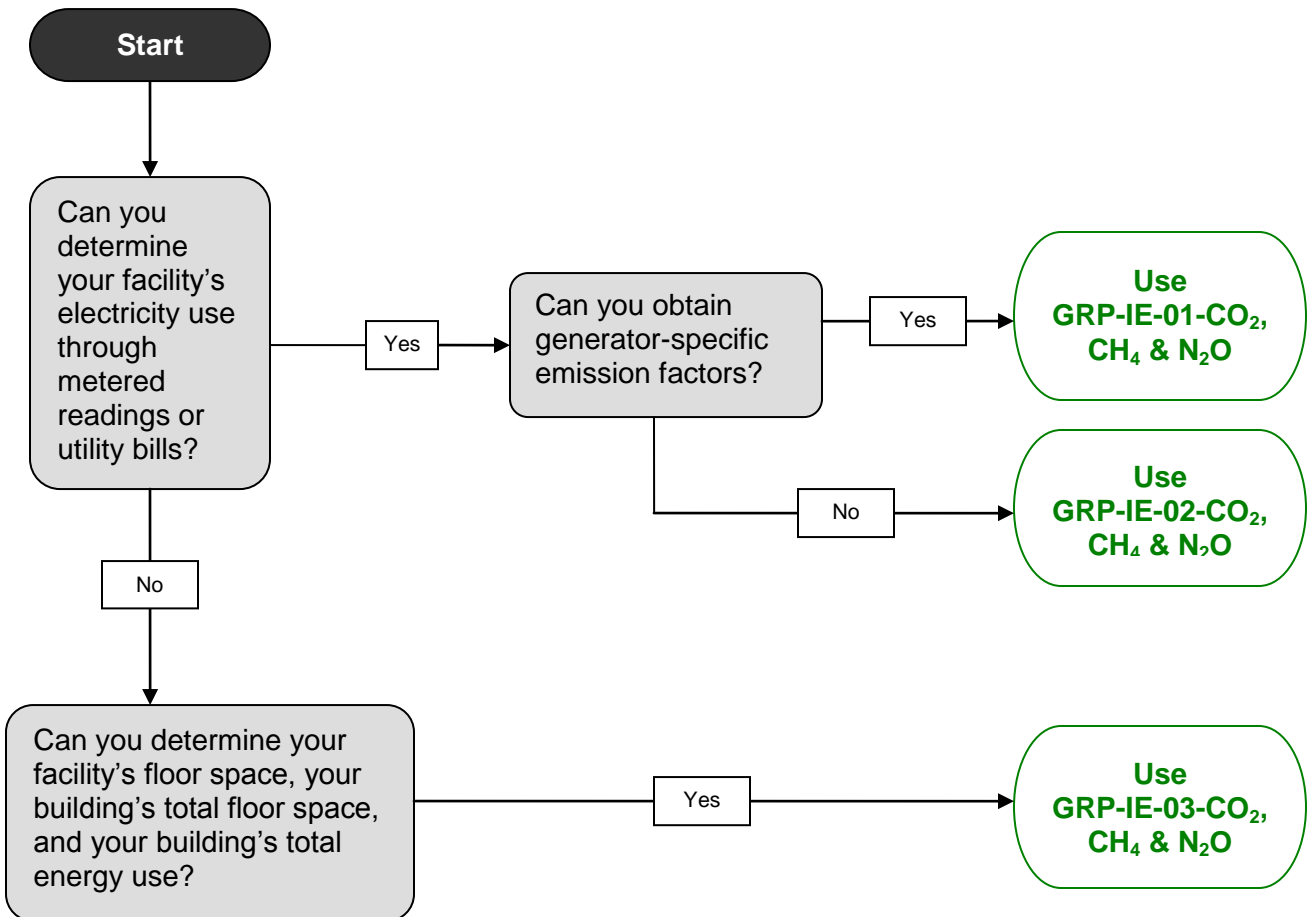 Start
Can you
determine
your facility’s
electricity use
through
metered
readings or
utility bills?
Yes
Can you obtain
generator-specific
emission factors?
Yes
Use
GRP-IE-01-CO₂,
CH₄ & N₂O
No
Use
GRP-IE-02-CO₂,
CH₄ & N₂O
No
Can you determine your
facility’s floor space, your
building’s total floor space,
and your building’s total
energy use?
Yes
Use
GRP-IE-03-CO₂,
CH₄ & N₂O